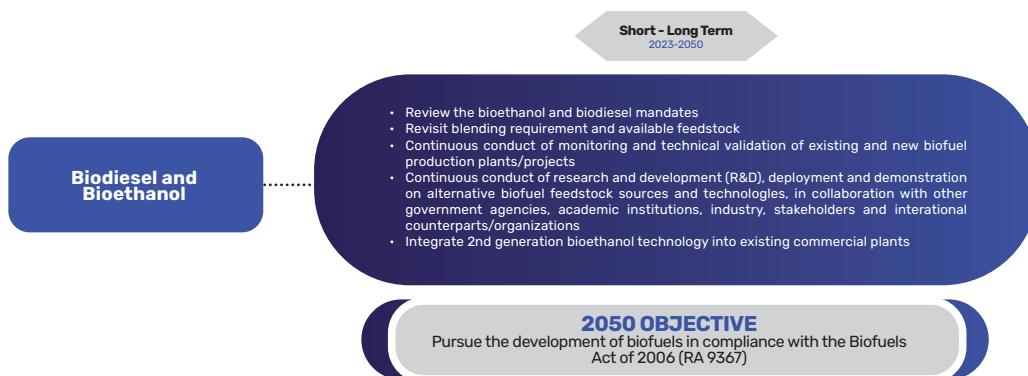 Short - Long Term
2023-2050
Biodiesel and
Bioethanol
• Review the bioethanol and biodiesel mandates
• Revisit blending requirement and available feedstock
• Continuous conduct of monitoring and technical validation of existing and new biofuel
production plants/projects
• Continuous conduct of research and development (R&D), deployment and demonstration
on alternative biofuel feedstock sources and technologles, in collaboration with other
government agencies, academic institutions, industry, stakeholders and interational
counterparts/organizations
• Integrate 2nd generation bioethanol technology into existing commercial plants
2050 OBJECTIVE
Pursue the development of biofuels in compliance with the Biofuels
Act of 2006 (RA 9367)